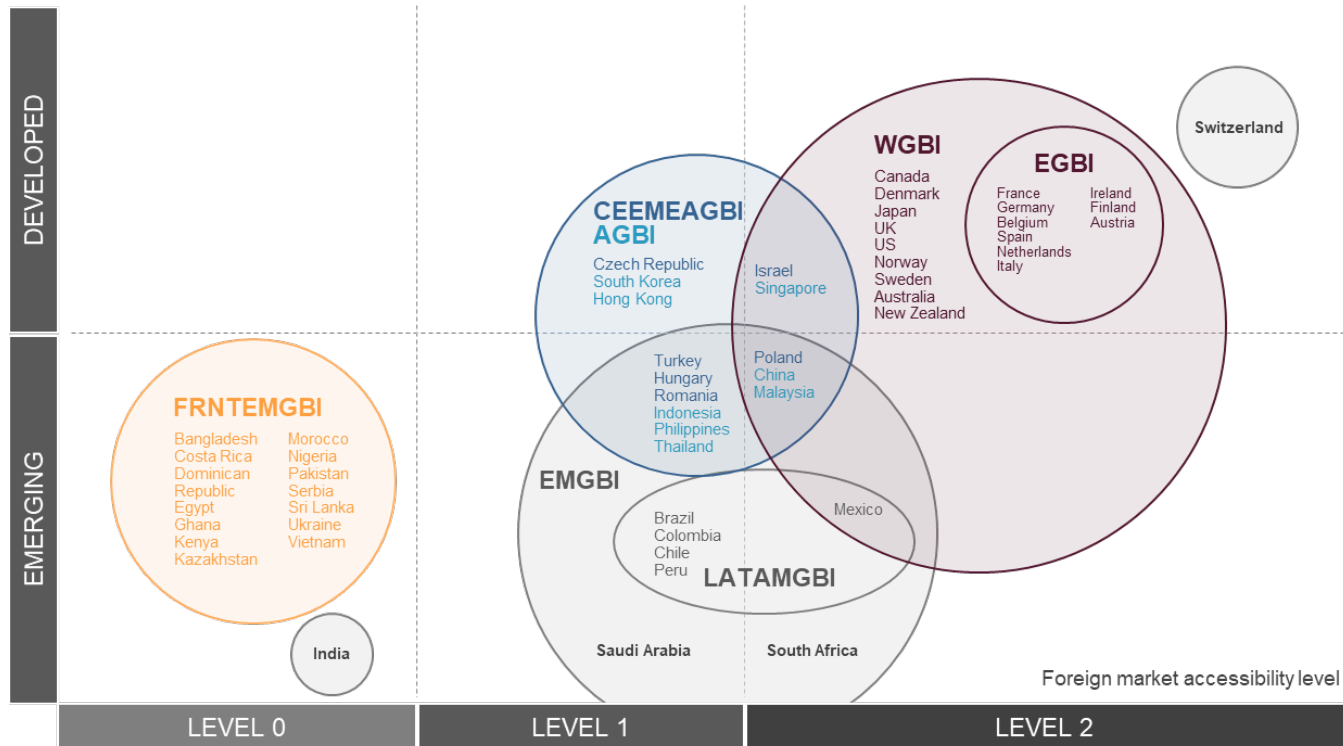 DEVELOPED
Switzerland
WGBI
Canada
Denmark
Japan
UK
US
Norway
Sweden
Australia
New Zealand
EGBI
France
Germany
Belgium
Spain
Netherlands
Italy
Ireland
Finland
Austria
CEEMEAGBI
AGBI
Czech Republic
South Korea
Hong Kong
Israel
Singapore
EMERGING
FRNTEMGBI
Bangladesh
Costa Rica
Dominican
Republic
Egypt
Ghana
Kenya
Kazakhstan
Morocco
Nigeria
Pakistan
Serbia
Sri Lanka
Ukraine
Vietnam
India
Turkey
Hungary
Romania
Indonesia
Philippines
Thailand
Poland
China
Malaysia
EMGBI
Brazil
Colombia
Chile
Peru
Mexico
LATAMGBI
Saudi Arabia
South Africa
Foreign market accessibility level
LEVEL 0
LEVEL 1
LEVEL 2